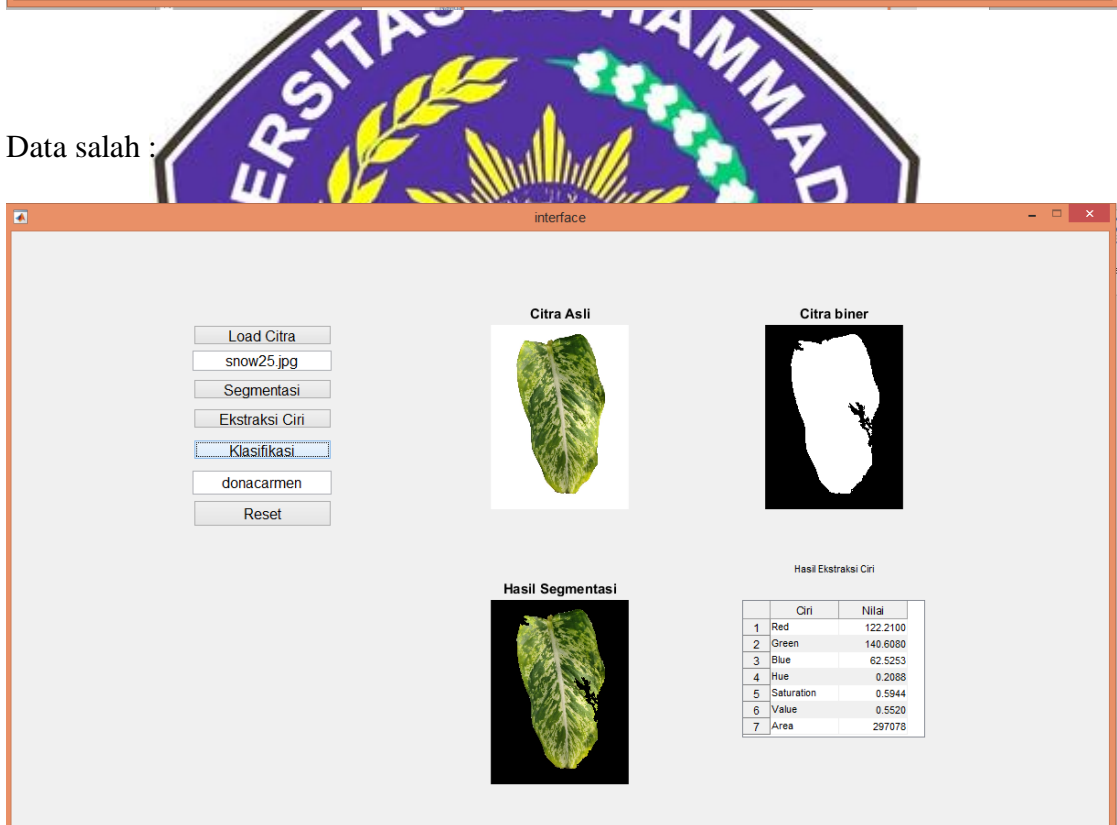 ERSITAS MUHAMMAD
Data salah :
interface
Load Citra
snow25.jpg
Segmentasi
Ekstraksi Ciri
Klasifikasi
donacarmen
Reset
Citra Asli
Citra biner
Hasil Segmentasi
Hasil Ekstraksi Ciri
Ciri Nilai
1 Red 122.2100
2 Green 140.6080
3 Blue 62.5253
4 Hue 0.2088
5 Saturation 0.5944
6 Value 0.5520
7 Area 297078